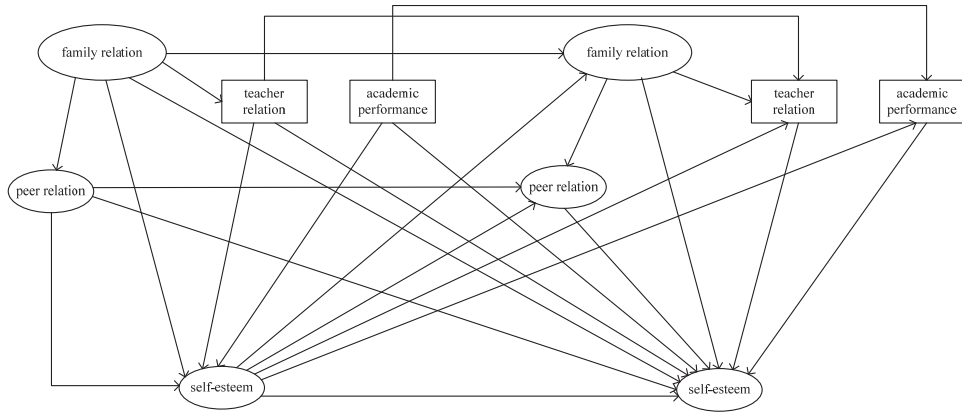 family relation
family relation
teacher
relation
academic
performance
teacher
relation
academic
performance
peer relation
peer relation
self-esteem
self-esteem